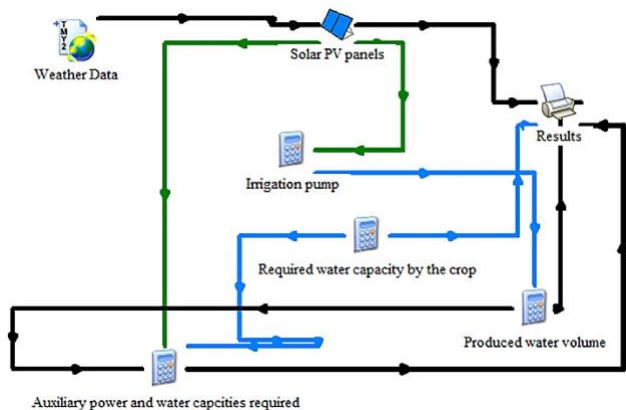 TMY2
Solar PV panels
Weather Data
Results
Irrigation pump
Required water capacity by the crop
Produced water volume
Auxiliary power and water capcities required